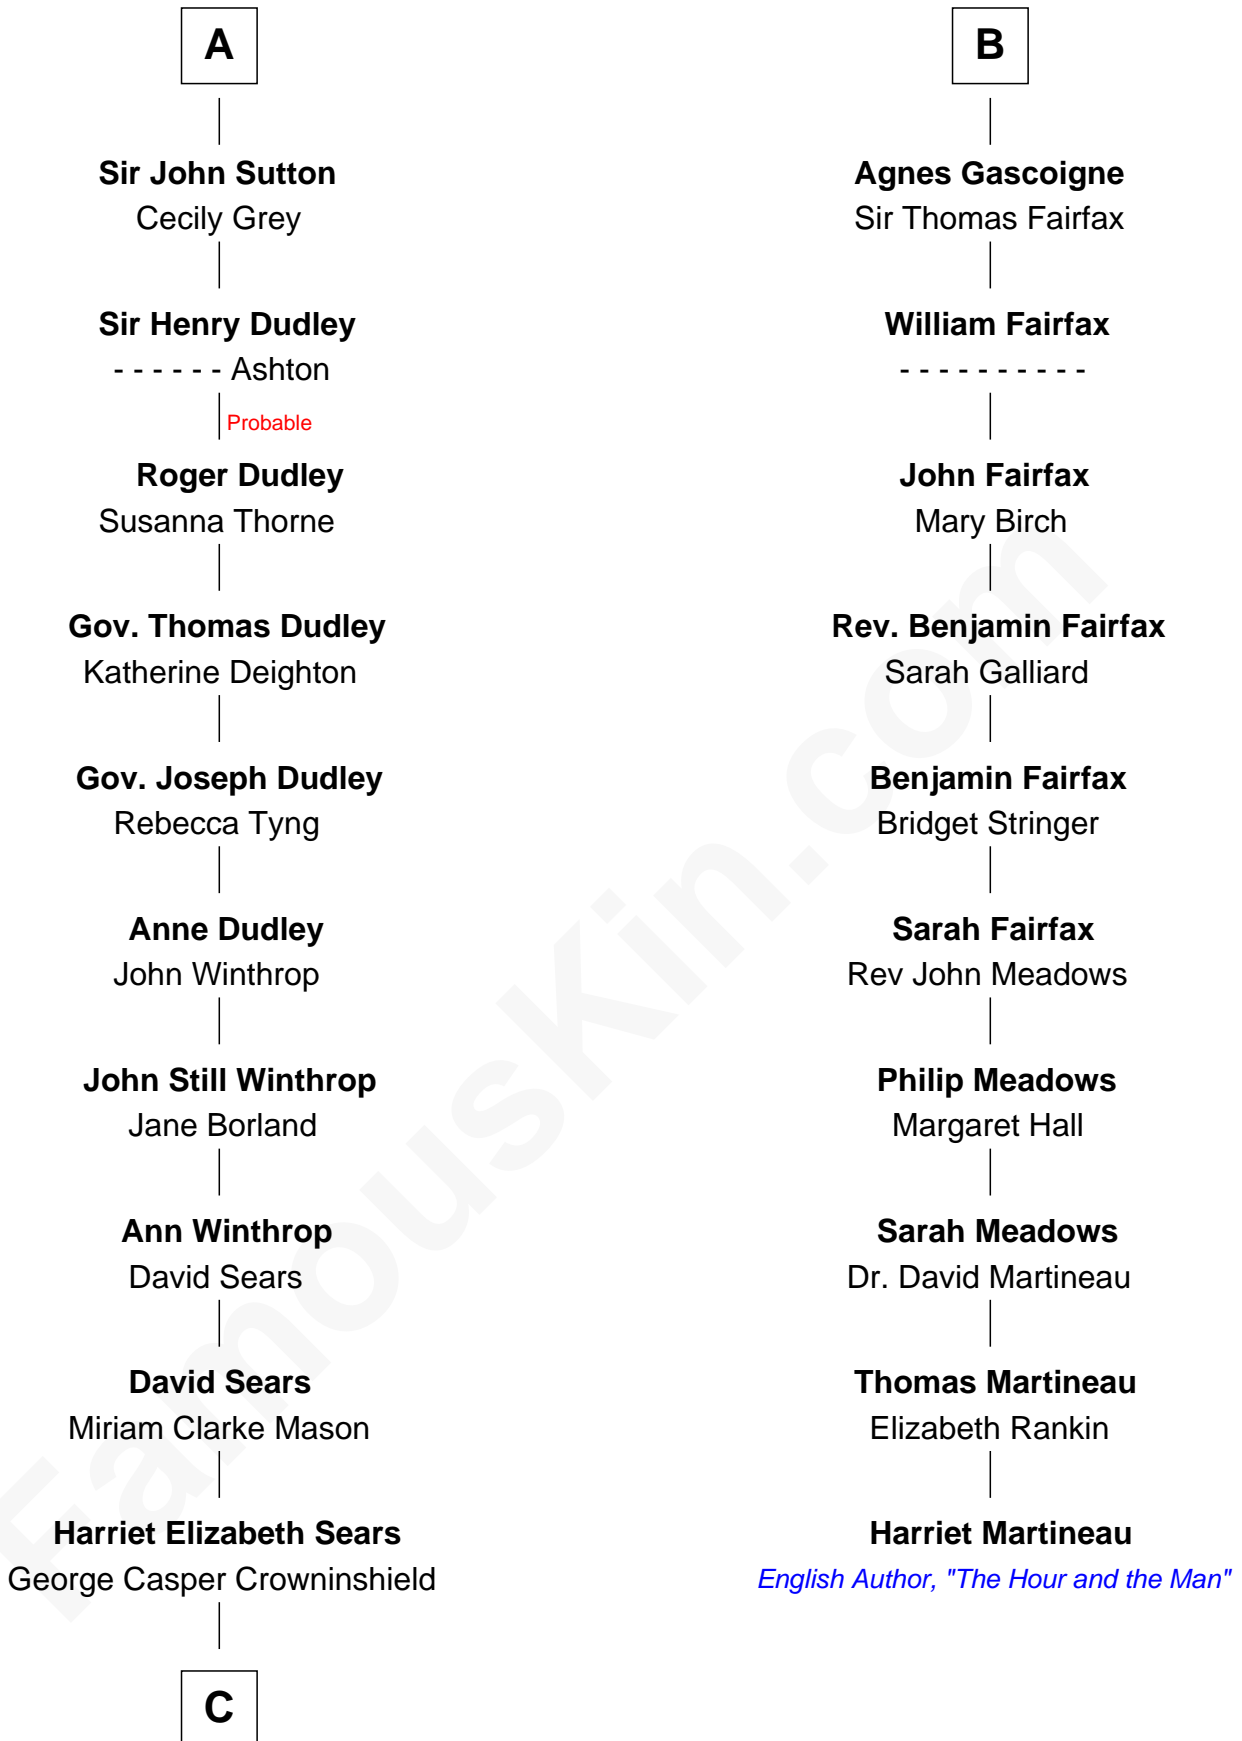 A
Sir John Sutton
Cecily Grey
Sir Henry Dudley
- - - - - - Ashton
Probable
Roger Dudley
Susanna Thorne
Gov. Thomas Dudley
Katherine Deighton
Gov. Joseph Dudley
Rebecca Tyng
Anne Dudley
John Winthrop
John Still Winthrop
Jane Borland
Ann Winthrop
David Sears
David Sears
Miriam Clarke Mason
Harriet Elizabeth Sears
George Casper Crowninshield
C
B
Agnes Gascoigne
Sir Thomas Fairfax
William Fairfax
- - - - - - - - - -
John Fairfax
Mary Birch
Rev. Benjamin Fairfax
Sarah Galliard
Benjamin Fairfax
Bridget Stringer
Sarah Fairfax
Rev John Meadows
Philip Meadows
Margaret Hall
Sarah Meadows
Dr. David Martineau
Thomas Martineau
Elizabeth Rankin
Harriet Martineau
English Author, "The Hour and the Man"
FamousKin.com